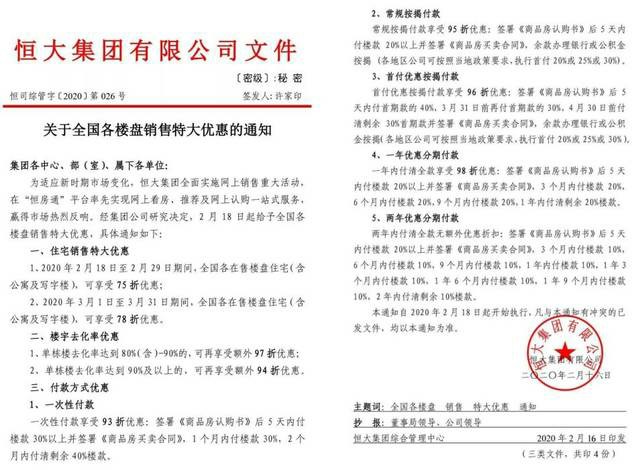 恒大集团有限公司文件
〔密级〕:秘 密
恒司综管字〔2020〕第 026 号 签发人:许家印
关于全国各楼盘销售特大优惠的通知
集团各中心、部(室)、属下各单位:
为适应新时期市场变化,恒大集团全面实施网上销售重大活动,
在“恒房通”平台率先实现网上看房、推荐及网上认购一站式服务,
赢得市场热烈反响。经集团公司研究决定,2 月 18 日起给予全国各
楼盘销售特大优惠,具体通知如下:
一、住宅销售特大优惠
1、2020 年 2 月 18 日至 2 月 29 日期间,全国各在售楼盘住宅(含
公寓及写字楼),可享受 75 折优惠;
2、2020 年 3 月 1 日至 3 月 31 日期间,全国各在售楼盘住宅(含
公寓及写字楼),可享受 78 折优惠。
二、楼宇去化率优惠
1、单栋楼去化率达到 80%(含)-90%的,可再享受额外 97 折优惠;
2、单栋楼去化率达到 90%及以上的,可再享受额外 94 折优惠。
三、付款方式优惠
1、一次性付款
一次性付款享受 93 折优惠:签署《商品房认购书》后 5 天内
付楼款 30%以上并签署《商品房买卖合同》,1 个月内付楼款 30%,2 个
月内付清剩余 40%楼款。
2、常规按揭付款
常规按揭付款享受 95 折优惠:签署《商品房认购书》后 5 天内
付楼款 20%以上并签署《商品房买卖合同》,余款办理银行或公积金
按揭(各地区公司可按照当地政策要求,执行首付 20%或 25%或 30%)。
3、首付优惠按揭付款
首付优惠按揭付款享受 96 折优惠:签署《商品房认购书》后 5
天内付首期款的 40%,3 月 31 日前再付首期款的 30%,4 月 30 日前付
清剩余 30%首期款并签署《商品房买卖合同》,余款办理银行或公积
金按揭(各地区公司可按照当地政策要求,执行首付 20%或 25%或 30%)。
4、一年优惠分期付款
一年内付清全款享受 98 折优惠:签署《商品房认购书》后 5 天
内付楼款 20%以上并签署《商品房买卖合同》,3 个月内付楼款 20%,
6 个月内付楼款 20%,9 个月内付楼款 20%,1 年内付清剩余 20%楼款。
5、两年优惠分期付款
两年内付清全款无额外优惠折扣:签署《商品房认购书》后 5 天
内付楼款 20%以上并签署《商品房买卖合同》,3 个月内付楼款 10%,
6 个月内付楼款 10%,9 个月内付楼款 10%,1 年内付楼款 10%,1 年 3
个月内付楼款 10%,1 年 6 个月内付楼款 10%,1 年 9 个月内付楼款
10%,2 年内付清剩余 10%楼款。
本通知自 2020 年 2 月 18 日起开始执行,凡与本通知有冲突的已
发文件,均以本通知为准。
恒大集团有限公司
恒大集团有限公司
二〇二〇年二月十六日
主题词:全国各楼盘 销售 特大优惠 通知
抄 报:董事局领导、公司领导
恒大集团综合管理中心 2020 年 2 月 16 日印发
(三类文件,共印 4 份)